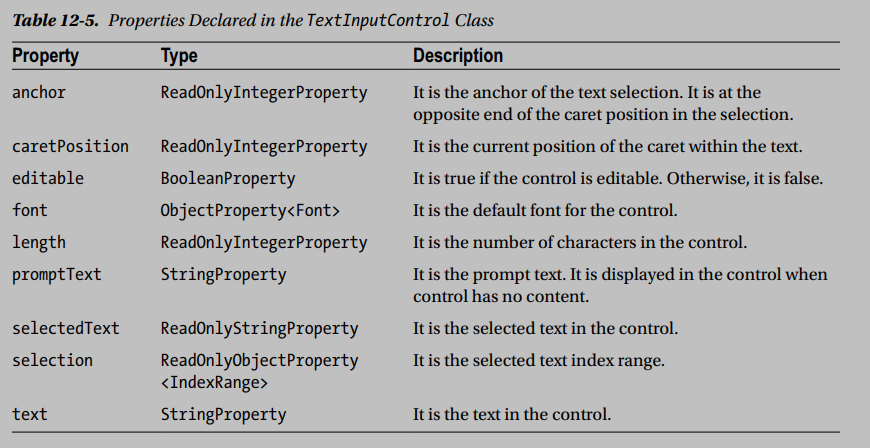 Table 12-5. Properties Declared in the TextInputControl Class
Property Type Description
anchor ReadOnlyIntegerProperty It is the anchor of the text selection. It is at the
opposite end of the caret position in the selection.
caretPosition ReadOnlyIntegerProperty It is the current position of the caret within the text.
editable BooleanProperty It is true if the control is editable. Otherwise, it is false.
font ObjectProperty<Font> It is the default font for the control.
length ReadOnlyIntegerProperty It is the number of characters in the control.
promptText StringProperty It is the prompt text. It is displayed in the control when
control has no content.
selectedText ReadOnlyStringProperty It is the selected text in the control.
selection ReadOnlyObjectProperty It is the selected text index range.
<IndexRange>
text StringProperty It is the text in the control.